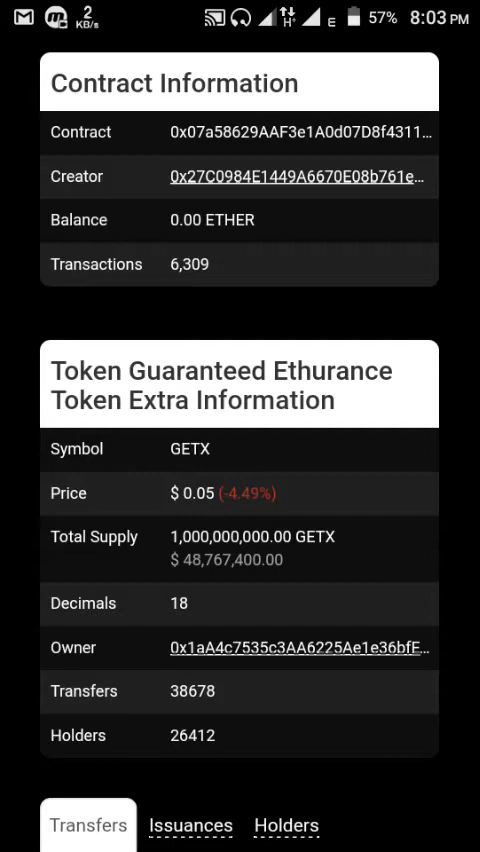 2
KB/s
H
E
57%
8:03 PM
Contract Information
Contract 0x07a58629AAF3e1A0d07D8f4311…
Creator 0x27C0984E1449A6670E08b761e…
Balance 0.00 ETHER
Transactions 6,309
Token Guaranteed Ethurance
Token Extra Information
Symbol GETX
Price $ 0.05 (-4.49%)
Total Supply 1,000,000,000.00 GETX
$ 48,767,400.00
Decimals 18
Owner 0x1aA4c7535c3AA6225Ae1e36bfE…
Transfers 38678
Holders 26412
Transfers Issuances Holders